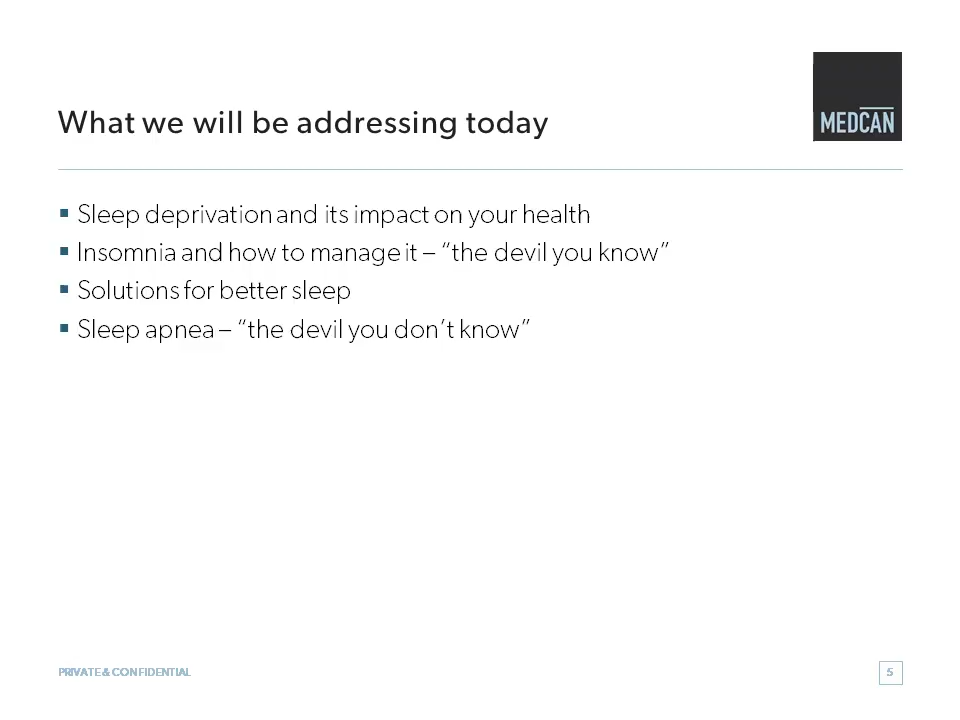 What we will be addressing today
MEDCAN
▪ Sleep deprivation and its impact on your health
▪ Insomnia and how to manage it – “the devil you know”
▪ Solutions for better sleep
▪ Sleep apnea – “the devil you don’t know”
PRIVATE & CONFIDENTIAL
5